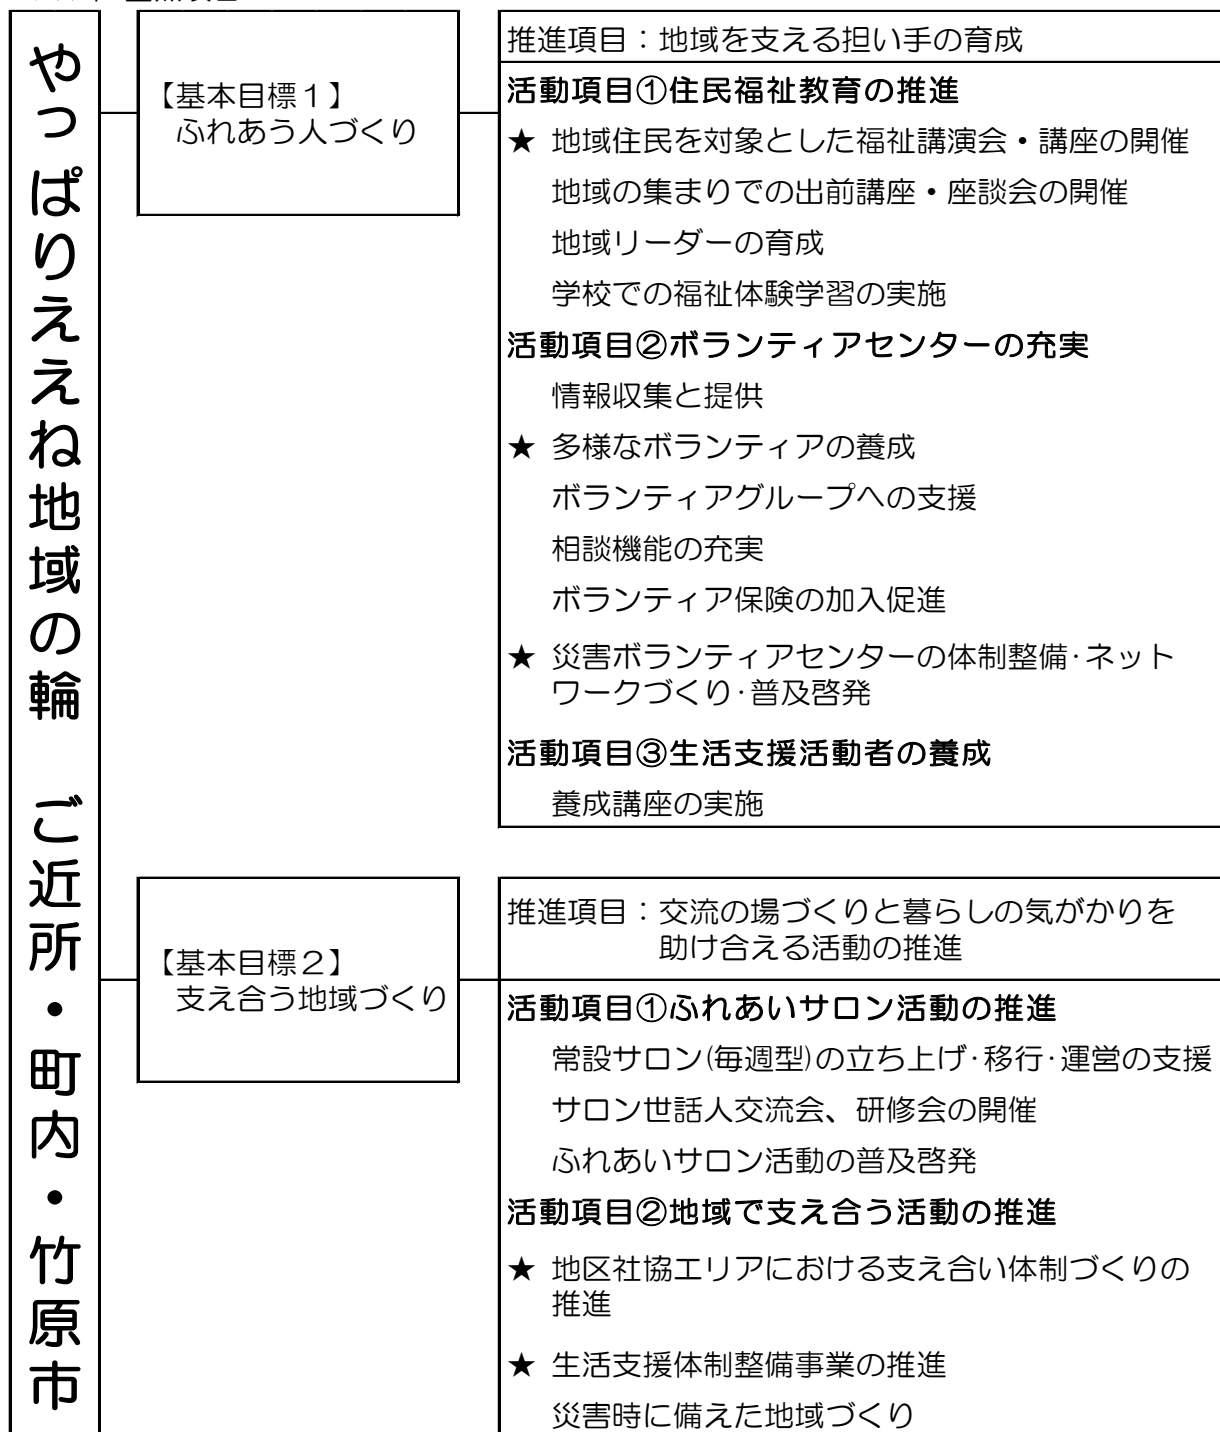 やっぱりええね地域の輪　ご近所・町内・竹原市
【基本目標１】
ふれあう人づくり
推進項目：地域を支える担い手の育成
活動項目①住民福祉教育の推進
★ 地域住民を対象とした福祉講演会・講座の開催
地域の集まりでの出前講座・座談会の開催
地域リーダーの育成
学校での福祉体験学習の実施
活動項目②ボランティアセンターの充実
情報収集と提供
★ 多様なボランティアの養成
ボランティアグループへの支援
相談機能の充実
ボランティア保険の加入促進
★ 災害ボランティアセンターの体制整備･ネット
ワークづくり･普及啓発
活動項目③生活支援活動者の養成
養成講座の実施
【基本目標２】
支え合う地域づくり
推進項目：交流の場づくりと暮らしの気がかりを
助け合える活動の推進
活動項目①ふれあいサロン活動の推進
常設サロン(毎週型)の立ち上げ･移行･運営の支援
サロン世話人交流会、研修会の開催
ふれあいサロン活動の普及啓発
活動項目②地域で支え合う活動の推進
★ 地区社協エリアにおける支え合い体制づくりの
推進
★ 生活支援体制整備事業の推進
災害時に備えた地域づくり